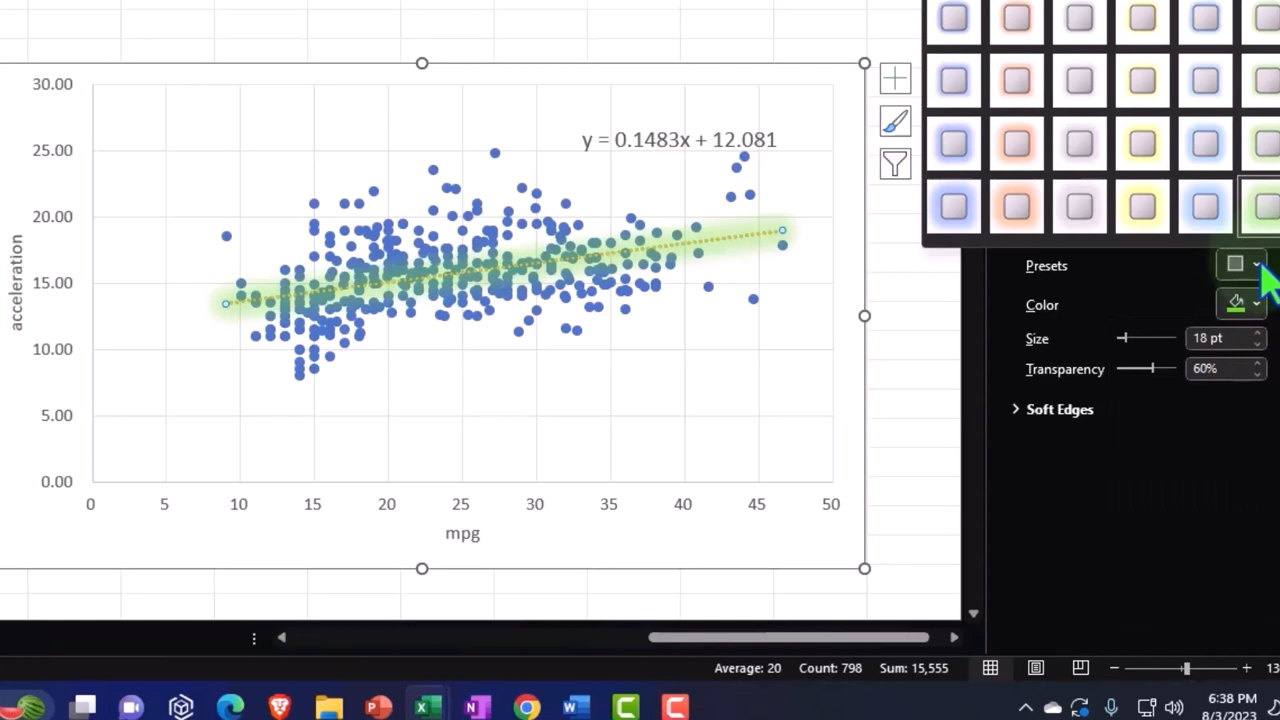 30.00
25.00
20.00
15.00
10.00
5.00
0.00
acceleration
y = 0.1483x + 12.081
0 5 10 15 20 25 30 35 40 45 50
mpg
Presets
Color
Size 18 pt
Transparency 60%
Soft Edges
Average: 20 Count: 798 Sum: 15,555
6:38 PM
8/3/2023